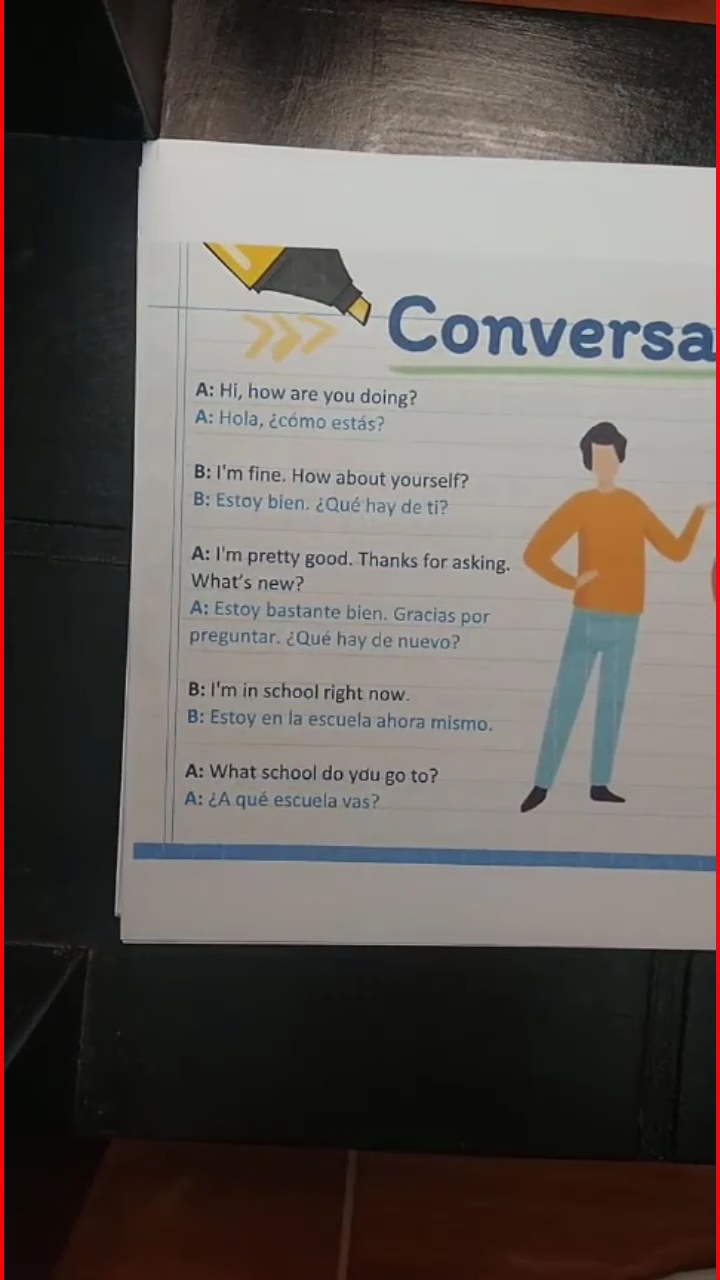 A: Hi, how are you doing?
A: Hola, ¿cómo estás?
B: I'm fine. How about yourself?
B: Estoy bien. ¿Qué hay de ti?
A: I'm pretty good. Thanks for asking.
What's new?
A: Estoy bastante bien. Gracias por
preguntar. ¿Qué hay de nuevo?
B: I'm in school right now.
B: Estoy en la escuela ahora mismo.
A: What school do you go to?
A: ¿A qué escuela vas?